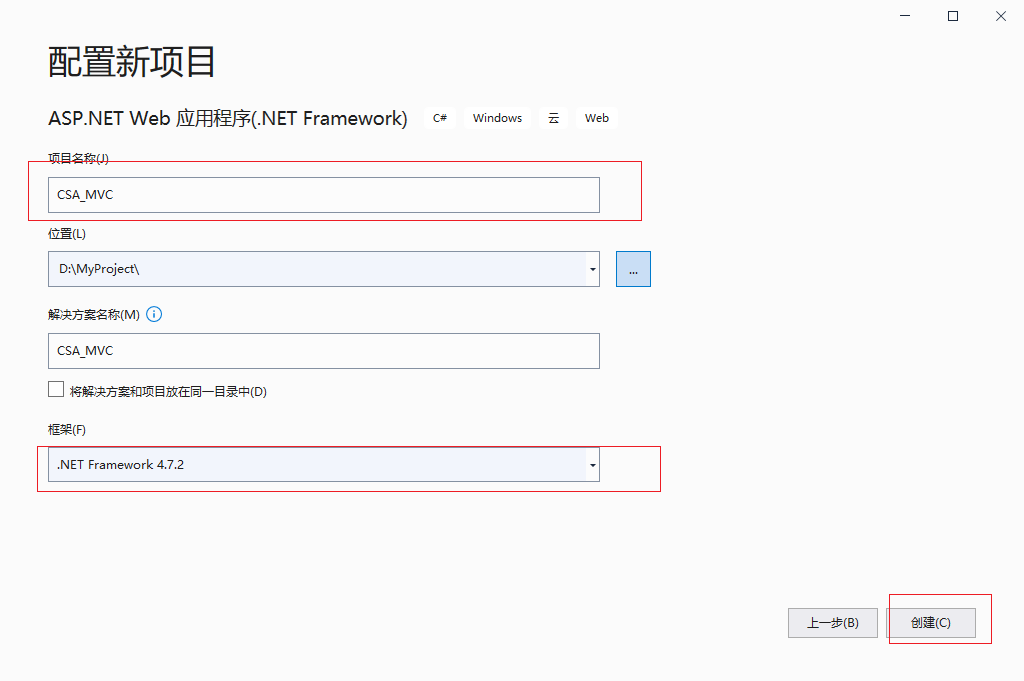 配置新项目
ASP.NET Web 应用程序(.NET Framework) C# Windows 云 Web
项目名称(J)
CSA_MVC
位置(L)
D:\MyProject\
...
解决方案名称(M)
CSA_MVC
将解决方案和项目放在同一目录中(D)
框架(F)
.NET Framework 4.7.2
上一步(B) 创建(C)